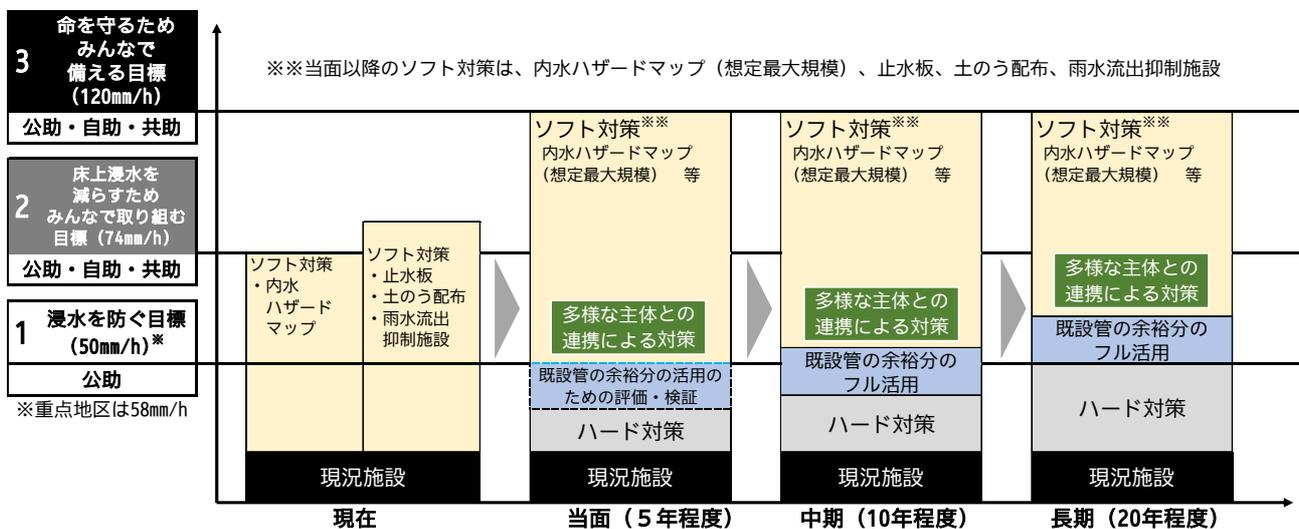 3
命を守るため
みんなで
備える目標
（120mm/h）
公助・自助・共助
2
床上浸水を
減らすため
みんなで取り組む
目標（74mm/h）
公助・自助・共助
1
浸水を防ぐ目標
（50mm/h）※
公助
※重点地区は58mm/h
※※当面以降のソフト対策は、内水ハザードマップ（想定最大規模）、止水板、土のう配布、雨水流出抑制施設
ソフト対策
・内水
ハザード
マップ
ソフト対策
・止水板
・土のう配布
・雨水流出
抑制施設
現況施設
現在
ソフト対策※※
内水ハザードマップ
（想定最大規模）　等
多様な主体との
連携による対策
既設管の余裕分の活用の
ための評価・検証
ハード対策
現況施設
当面（５年程度）
ソフト対策※※
内水ハザードマップ
（想定最大規模）　等
多様な主体との
連携による対策
既設管の余裕分の
フル活用
ハード対策
現況施設
中期（10年程度）
ソフト対策※※
内水ハザードマップ
（想定最大規模）　等
多様な主体との
連携による対策
既設管の余裕分の
フル活用
ハード対策
現況施設
長期（20年程度）